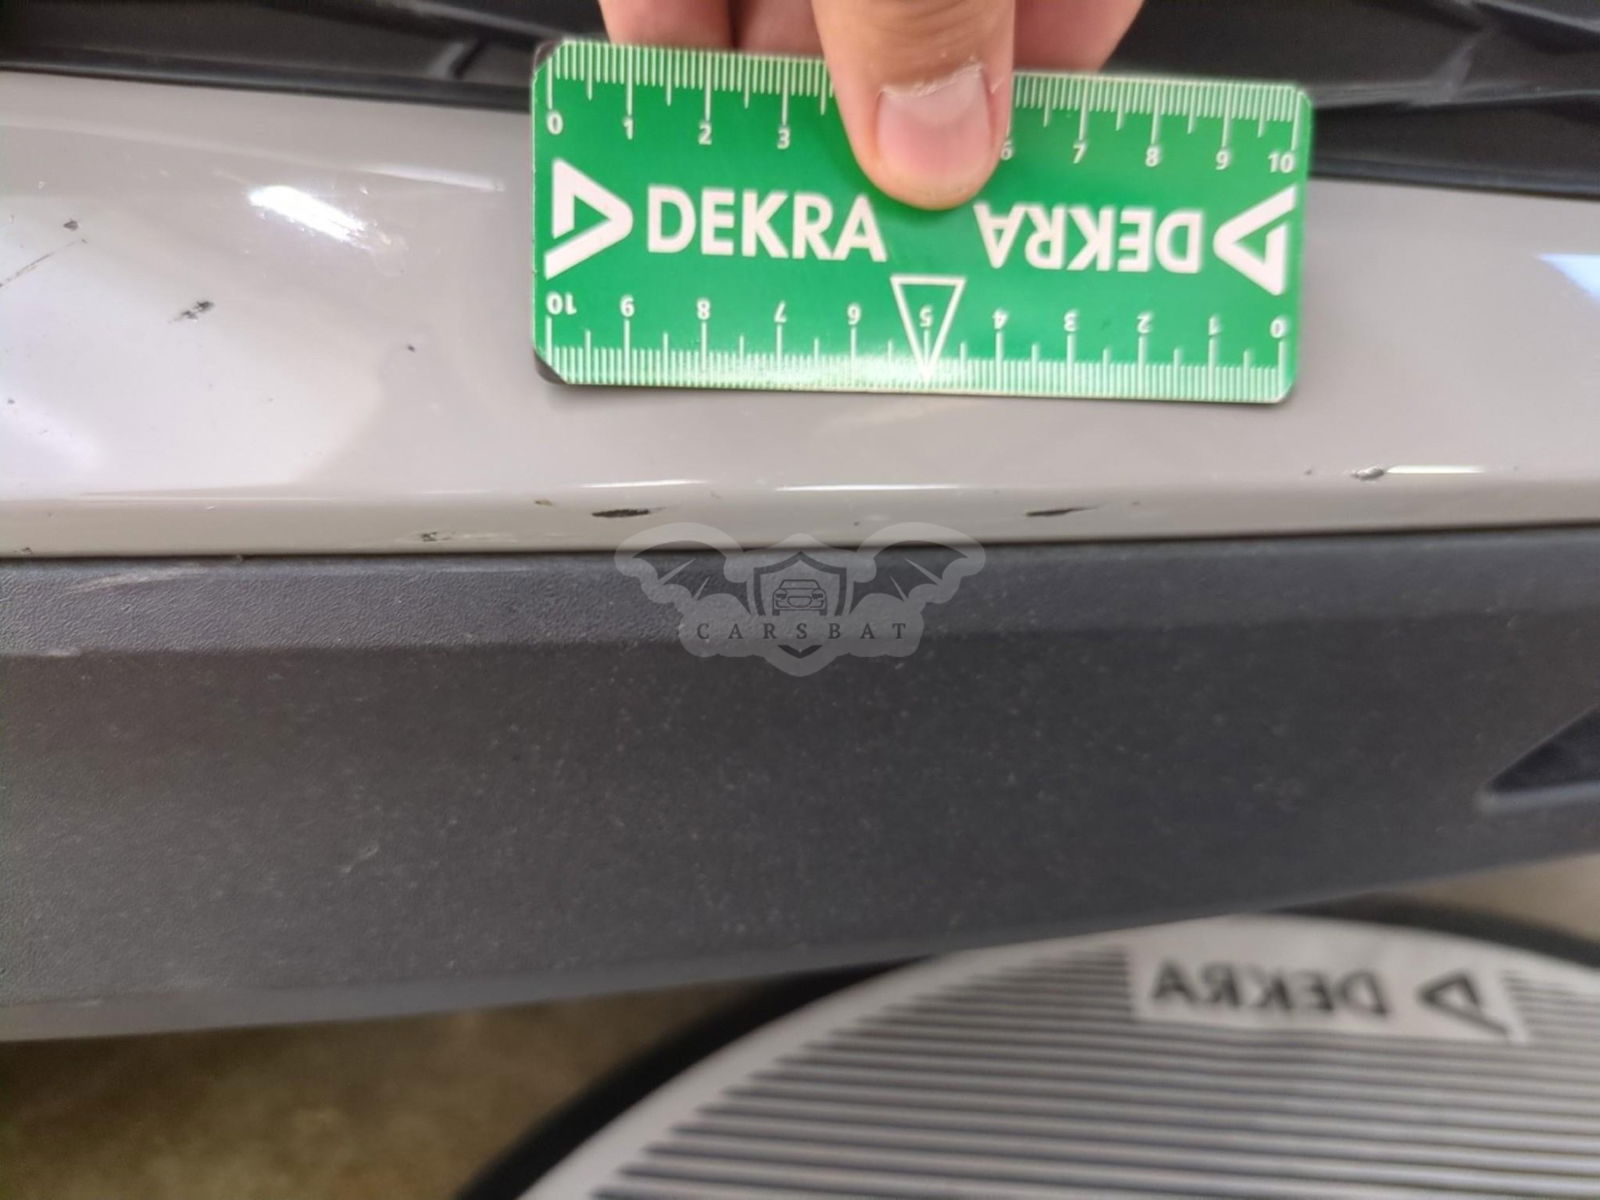 0 1 2 3 6 7 8 9 10
DEKRA DEKRA
10 9 8 7 6 5 4 3 2 1 0
CARSBAT
DEKRA